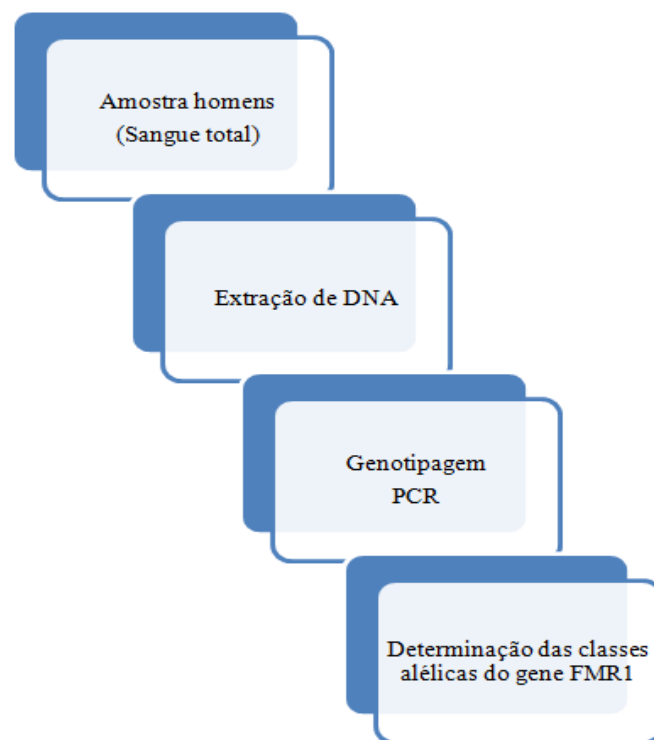 Amostra homens
(Sangue total)
Extração de DNA
Genotipagem
PCR
Determinação das classes
alélicas do gene FMR1